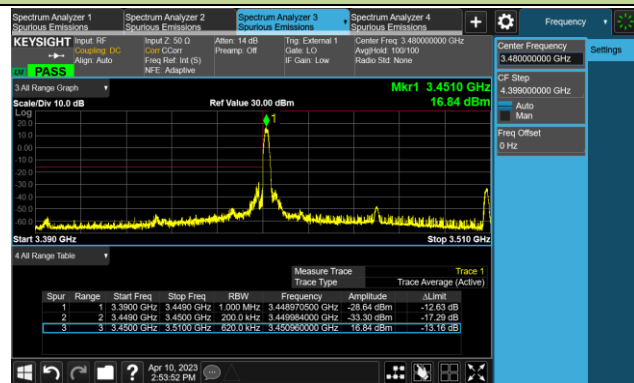 Spectrum Analyzer 1
Spurious Emissions
Spectrum Analyzer 2
Spurious Emissions
Spectrum Analyzer 3
Spurious Emissions
Spectrum Analyzer 4
Spurious Emissions
Frequency
KEYSIGHT
Input: RF
Coupling: DC
Align: Auto
Input Z: 50 Ω
Corr CCorr
Freq Ref: Int (S)
NFE: Adaptive
Atten: 14 dB
Preamp: Off
Trig: External 1
Gate: LO
IF Gain: Low
Center Freq: 3.480000000 GHz
Avg|Hold: 100/100
Radio Std: None
PASS
Center Frequency
3.480000000 GHz
Settings
CF Step
4.399000000 GHz
Auto
Man
Freq Offset
0 Hz
3 All Range Graph
Mkr1 3.4510 GHz
Scale/Div 10.0 dB
Ref Value 30.00 dBm
16.84 dBm
Log
20.0
10.0
0.00
-10.0
-20.0
-30.0
-40.0
-50.0
-60.0
1
Start 3.390 GHz
Stop 3.510 GHz
4 All Range Table
Measure Trace Trace 1
Trace Type Trace Average (Active)
Spur Range Start Freq Stop Freq RBW Frequency Amplitude ΔLimit
1 1 3.3900 GHz 3.4490 GHz 1.000 MHz 3.448970500 GHz -28.64 dBm -12.63 dB
2 2 3.4490 GHz 3.4500 GHz 200.0 kHz 3.449984000 GHz -33.30 dBm -17.29 dB
3 3 3.4500 GHz 3.5100 GHz 620.0 kHz 3.450960000 GHz 16.84 dBm -13.16 dB
Apr 10, 2023
2:53:52 PM